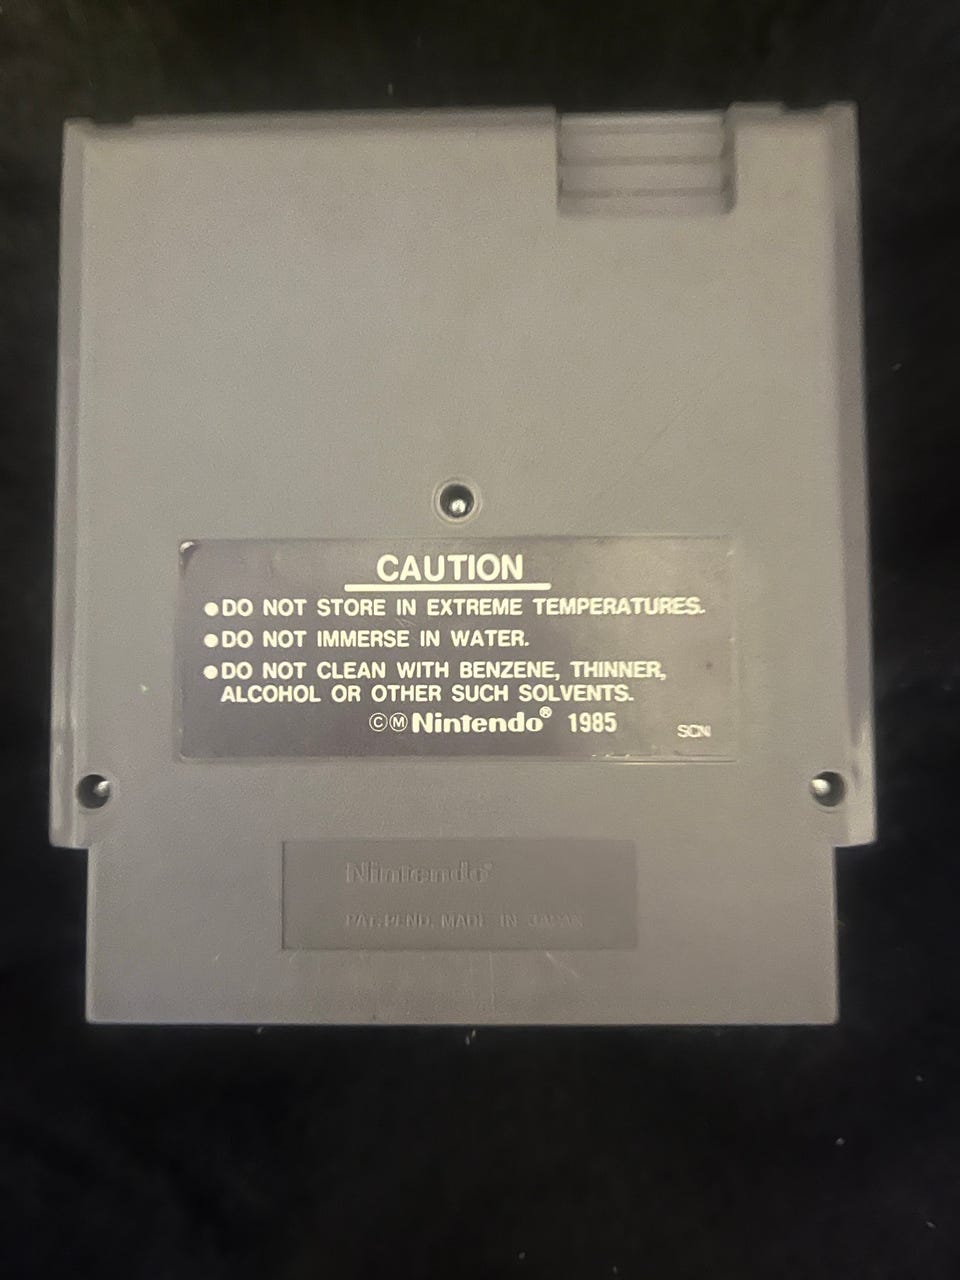 CAUTION
●DO NOT STORE IN EXTREME TEMPERATURES.
●DO NOT IMMERSE IN WATER.
●DO NOT CLEAN WITH BENZENE, THINNER,
ALCOHOL OR OTHER SUCH SOLVENTS.
ⒸⓂNintendo® 1985
SCN
Nintendo®
PAT. PEND. MADE IN JAPAN